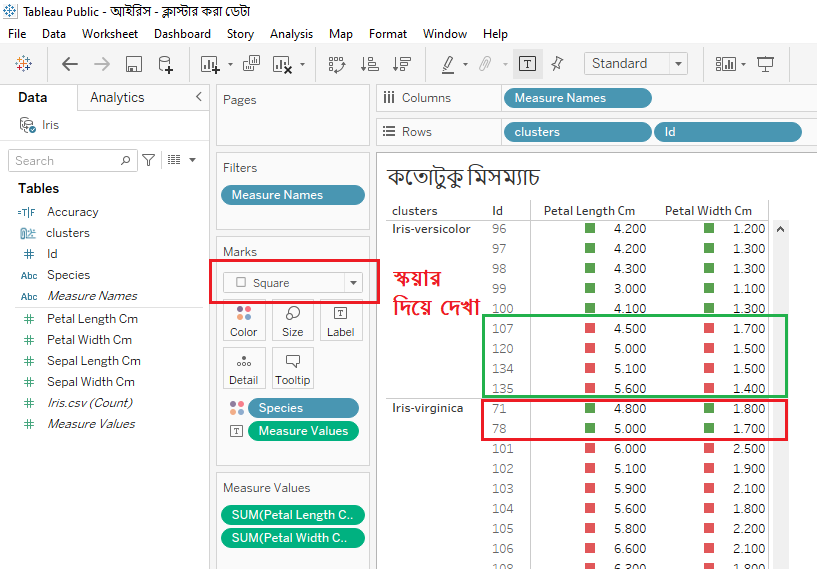 Tableau Public - আইরিস - ক্লাস্টার করা ডেটা
File Data Worksheet Dashboard Story Analysis Map Format Window Help
Standard
Data Analytics
Iris
Search
Tables
=T|F Accuracy
clusters
# Id
Abc Species
Abc Measure Names
# Petal Length Cm
# Petal Width Cm
# Sepal Length Cm
# Sepal Width Cm
# Iris.csv (Count)
# Measure Values
Pages
Filters
Measure Names
Marks
Square
Color Size Label
Detail Tooltip
Species
Measure Values
Measure Values
SUM(Petal Length C..
SUM(Petal Width C..
Columns Measure Names
Rows clusters Id
কতোটুকু মিসম্যাচ
স্কয়ার
দিয়ে দেখা
clusters Id Petal Length Cm Petal Width Cm
Iris-versicolor 96 4.200 1.200
97 4.200 1.300
98 4.300 1.300
99 3.000 1.100
100 4.100 1.300
107 4.500 1.700
120 5.000 1.500
134 5.100 1.500
135 5.600 1.400
Iris-virginica 71 4.800 1.800
78 5.000 1.700
101 6.000 2.500
102 5.100 1.900
103 5.900 2.100
104 5.600 1.800
105 5.800 2.200
106 6.600 2.100
108 6.300 1.800